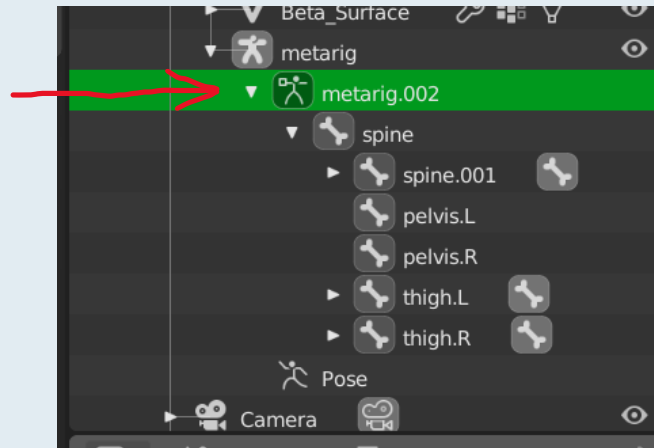 Beta_Surface
metarig
metarig.002
spine
spine.001
pelvis.L
pelvis.R
thigh.L
thigh.R
Pose
Camera